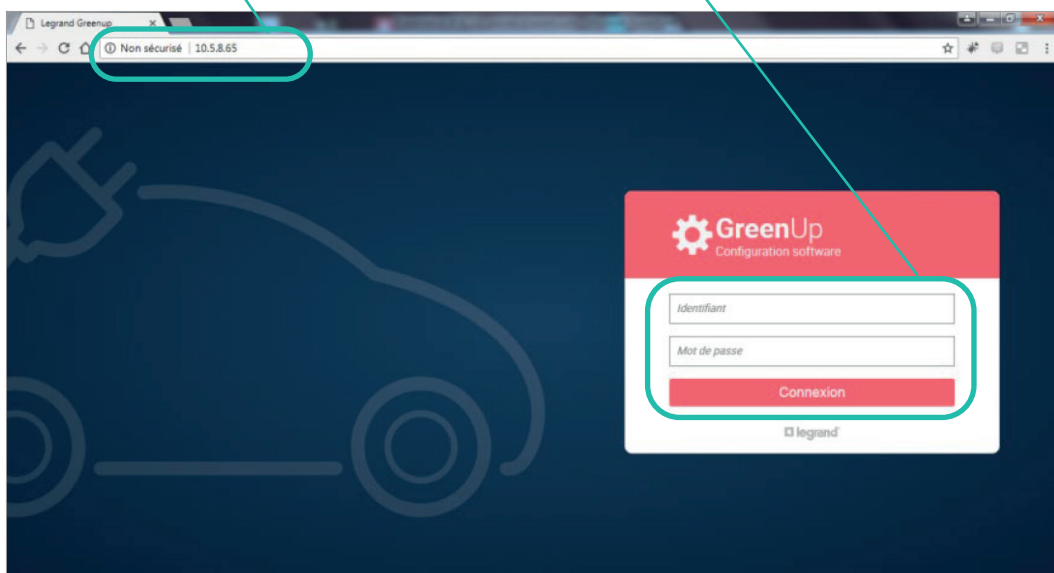 Legrand Greenup
Non sécurisé | 10.5.8.65
GreenUp
Configuration software
Identifiant
Mot de passe
Connexion
legrand